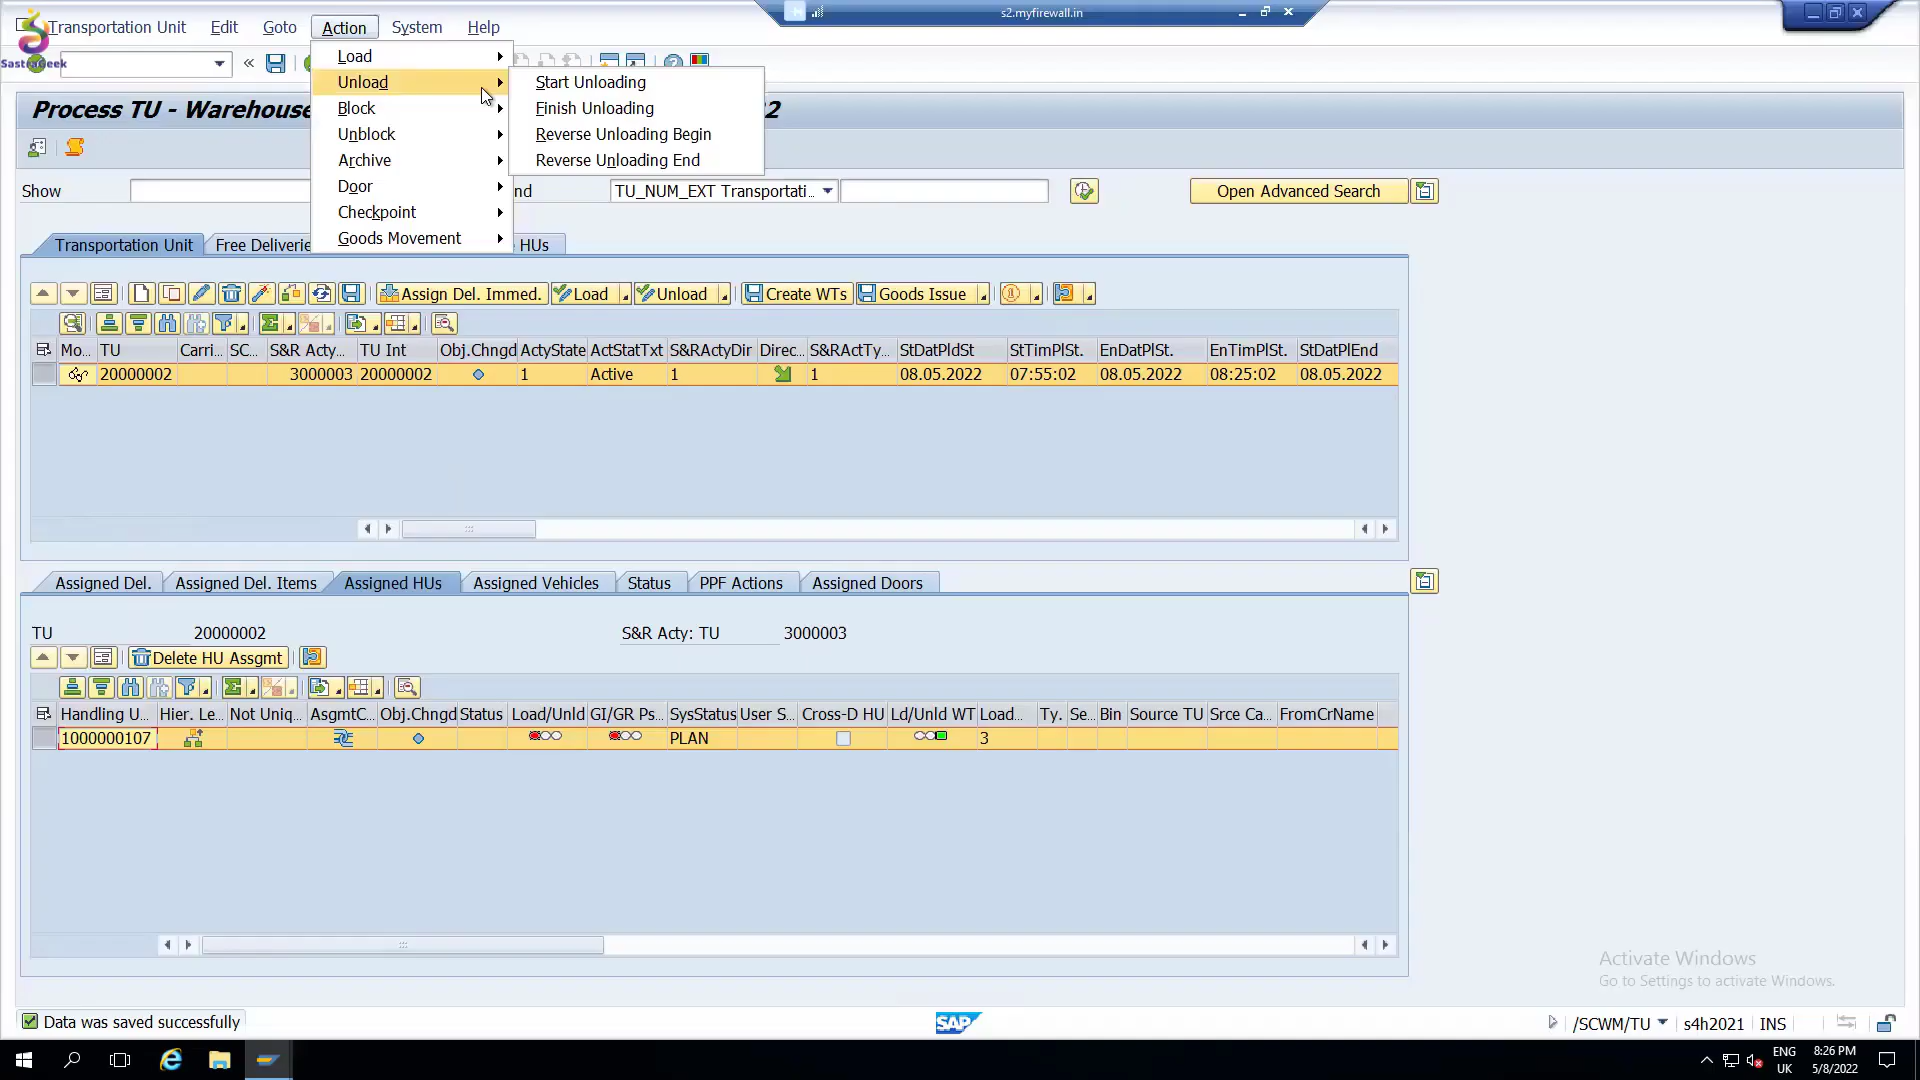 s2.myfirewall.in
Transportation Unit Edit Goto Action System Help
SastraGeek
Load
Unload
Block
Unblock
Archive
Door
Checkpoint
Goods Movement
Start Unloading
Finish Unloading
Reverse Unloading Begin
Reverse Unloading End
Process TU - Warehouse 22
Show nd TU_NUM_EXT Transportati... Open Advanced Search
Transportation Unit Free Deliverie HUs
Assign Del. Immed. Load Unload Create WTs Goods Issue
Mo... TU Carri... SC... S&R Acty... TU Int Obj.Chngd ActyState ActStatTxt S&RActyDir Direc... S&RActTy... StDatPldSt StTimPlSt. EnDatPlSt. EnTimPlSt. StDatPlEnd
20000002 3000003 20000002 1 Active 1 1 08.05.2022 07:55:02 08.05.2022 08:25:02 08.05.2022
Assigned Del. Assigned Del. Items Assigned HUs Assigned Vehicles Status PPF Actions Assigned Doors
TU 20000002 S&R Acty: TU 3000003
Delete HU Assgmt
Handling U... Hier. Le... Not Uniq... AsgmtC... Obj.Chngd Status Load/Unld GI/GR Ps... SysStatus User S... Cross-D HU Ld/Unld WT Load... Ty. Se... Bin Source TU Srce Ca... FromCrName
1000000107 PLAN 3
Activate Windows
Go to Settings to activate Windows.
Data was saved successfully SAP /SCWM/TU s4h2021 INS
ENG 8:26 PM
UK 5/8/2022